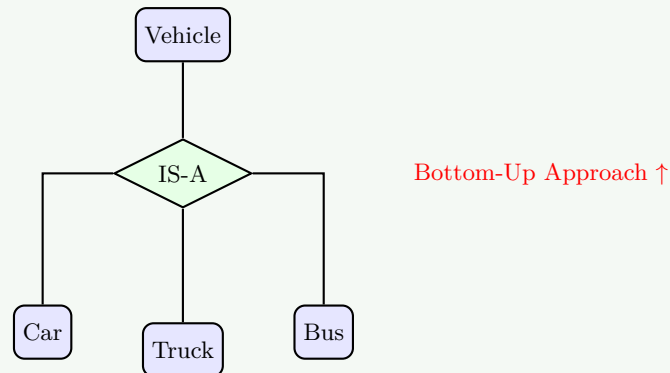 Vehicle
IS-A
Bottom-Up Approach ↑
Car
Truck
Bus